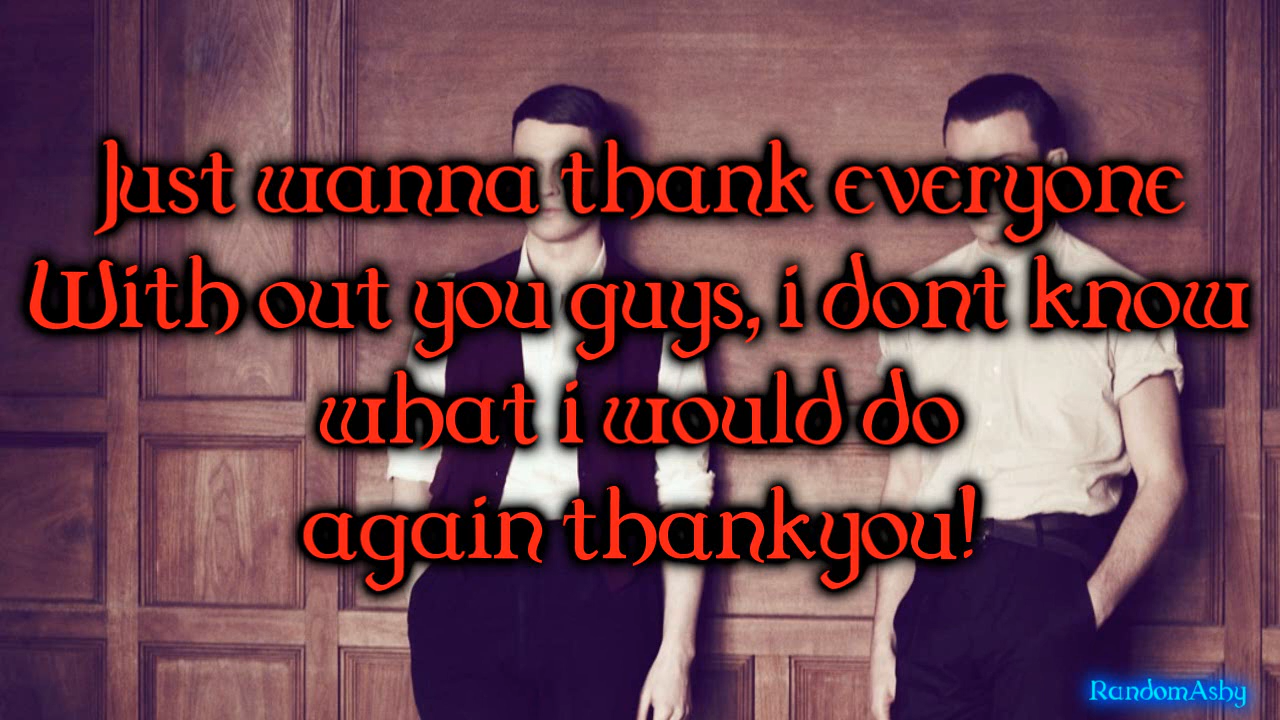 Just wanna thank everyone
With out you guys, i dont know
what i would do
again thankyou!
RandomAshy